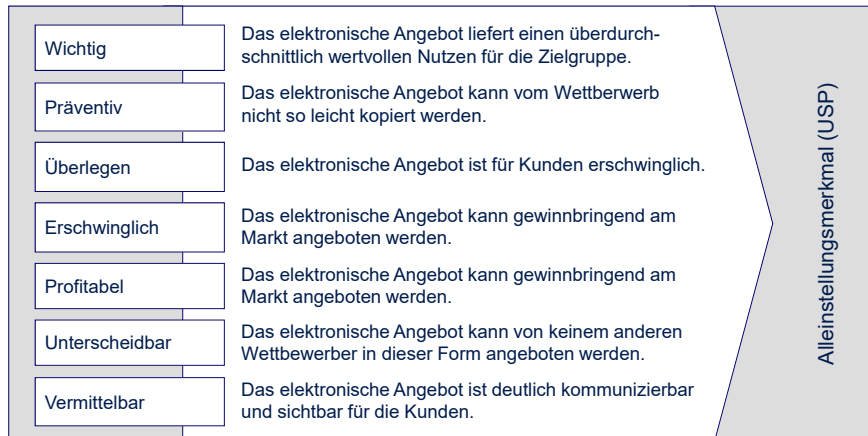 Wichtig
Das elektronische Angebot liefert einen überdurch-
schnittlich wertvollen Nutzen für die Zielgruppe.
Präventiv
Das elektronische Angebot kann vom Wettberwerb
nicht so leicht kopiert werden.
Überlegen
Das elektronische Angebot ist für Kunden erschwinglich.
Erschwinglich
Das elektronische Angebot kann gewinnbringend am
Markt angeboten werden.
Profitabel
Das elektronische Angebot kann gewinnbringend am
Markt angeboten werden.
Unterscheidbar
Das elektronische Angebot kann von keinem anderen
Wettbewerber in dieser Form angeboten werden.
Vermittelbar
Das elektronische Angebot ist deutlich kommunizierbar
und sichtbar für die Kunden.
Alleinstellungsmerkmal (USP)